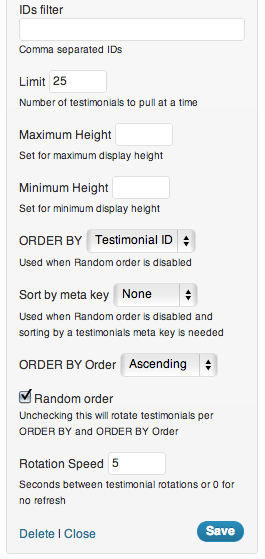 IDs filter
Comma separated IDs
Limit 25
Number of testimonials to pull at a time
Maximum Height
Set for maximum display height
Minimum Height
Set for minimum display height
ORDER BY Testimonial ID
Used when Random order is disabled
Sort by meta key None
Used when Random order is disabled and
sorting by a testimonials meta key is needed
ORDER BY Order Ascending
Random order
Unchecking this will rotate testimonials per
ORDER BY and ORDER BY Order
Rotation Speed 5
Seconds between testimonial rotations or 0 for
no refresh
Delete | Close Save